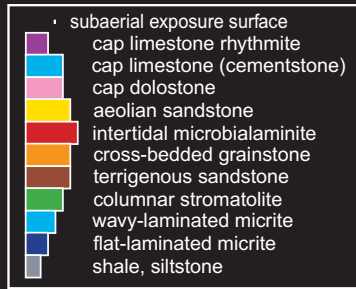 subaerial exposure surface
cap limestone rhythmite
cap limestone (cementstone)
cap dolostone
aeolian sandstone
intertidal microbialaminite
cross-bedded grainstone
terrigenous sandstone
columnar stromatolite
wavy-laminated micrite
flat-laminated micrite
shale, siltstone